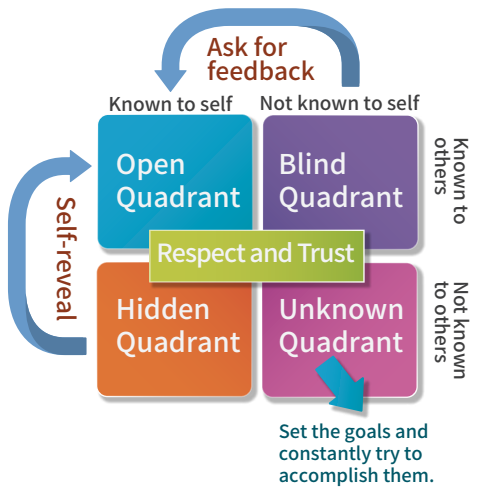 Ask for
feedback
Known to self
Not known to self
Open
Quadrant
Blind
Quadrant
Known to
others
Self-reveal
Respect and Trust
Hidden
Quadrant
Unknown
Quadrant
Not known
to others
Set the goals and
constantly try to
accomplish them.